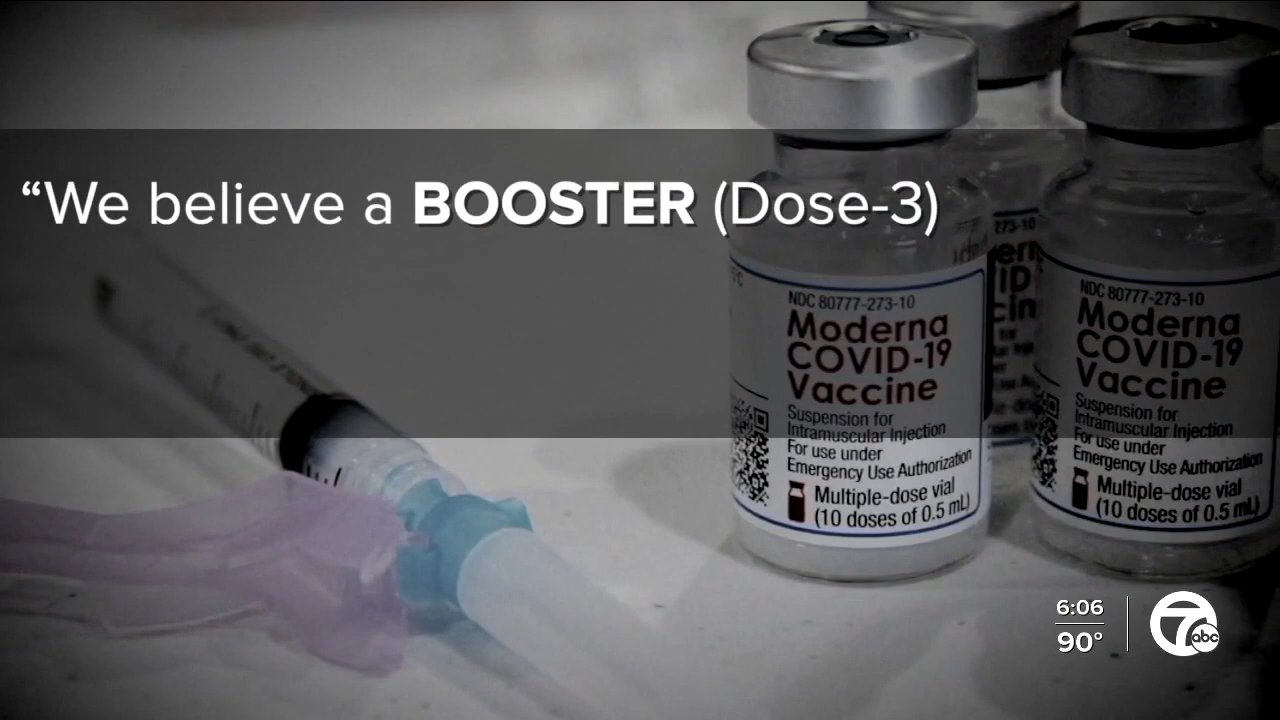 “We believe a BOOSTER (Dose-3)
NDC 80777-273-10
Moderna
COVID-19
Vaccine
Suspension for
Intramuscular Injection
For use under
Emergency Use Authorization
Multiple-dose vial
(10 doses of 0.5 mL)
273-10
NDC 80777-273-10
Moderna
COVID-19
Vaccine
Suspension for
Intramuscular Injection
For use under
Emergency Use Authorization
Multiple-dose vial
(10 doses of 0.5 mL)
6:06
90°
7 abc